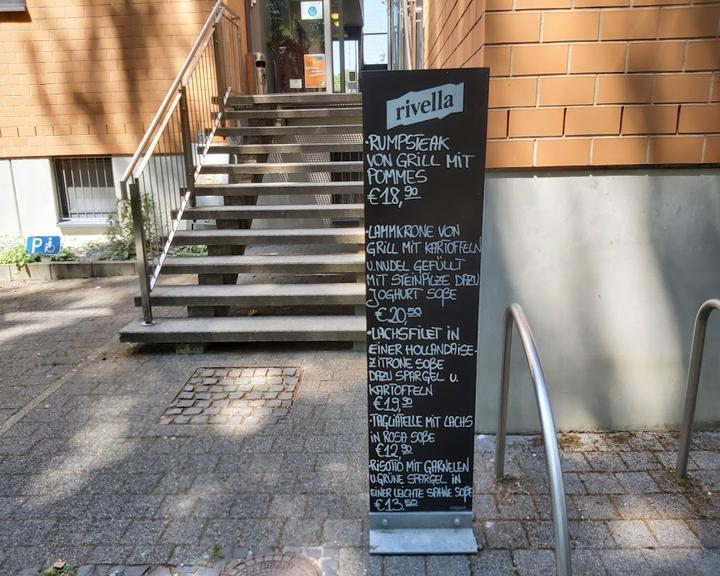 rivella
·RUMPSTEAK
VON GRILL MIT
POMMES
€18,90
·LAMMKRONE VON
GRILL MIT KARTOFFELN
U.NUDEL GEFÜLLT
MIT STEINPILZE DAZU
JOGHURT SOßE
€20,50
·LACHSFILET IN
EINER HOLLANDAISE-
ZITRONE SOßE
DAZU SPARGEL U.
KARTOFFELN
€19,90
·TAGLIATELLE MIT LACHS
IN ROSA SOßE
€12,90
·RISOTIO MIT GARNELEN
U.GRÜNE SPARGEL IN
EINER LEICHTE SAHNE SOßE
€13,50
P